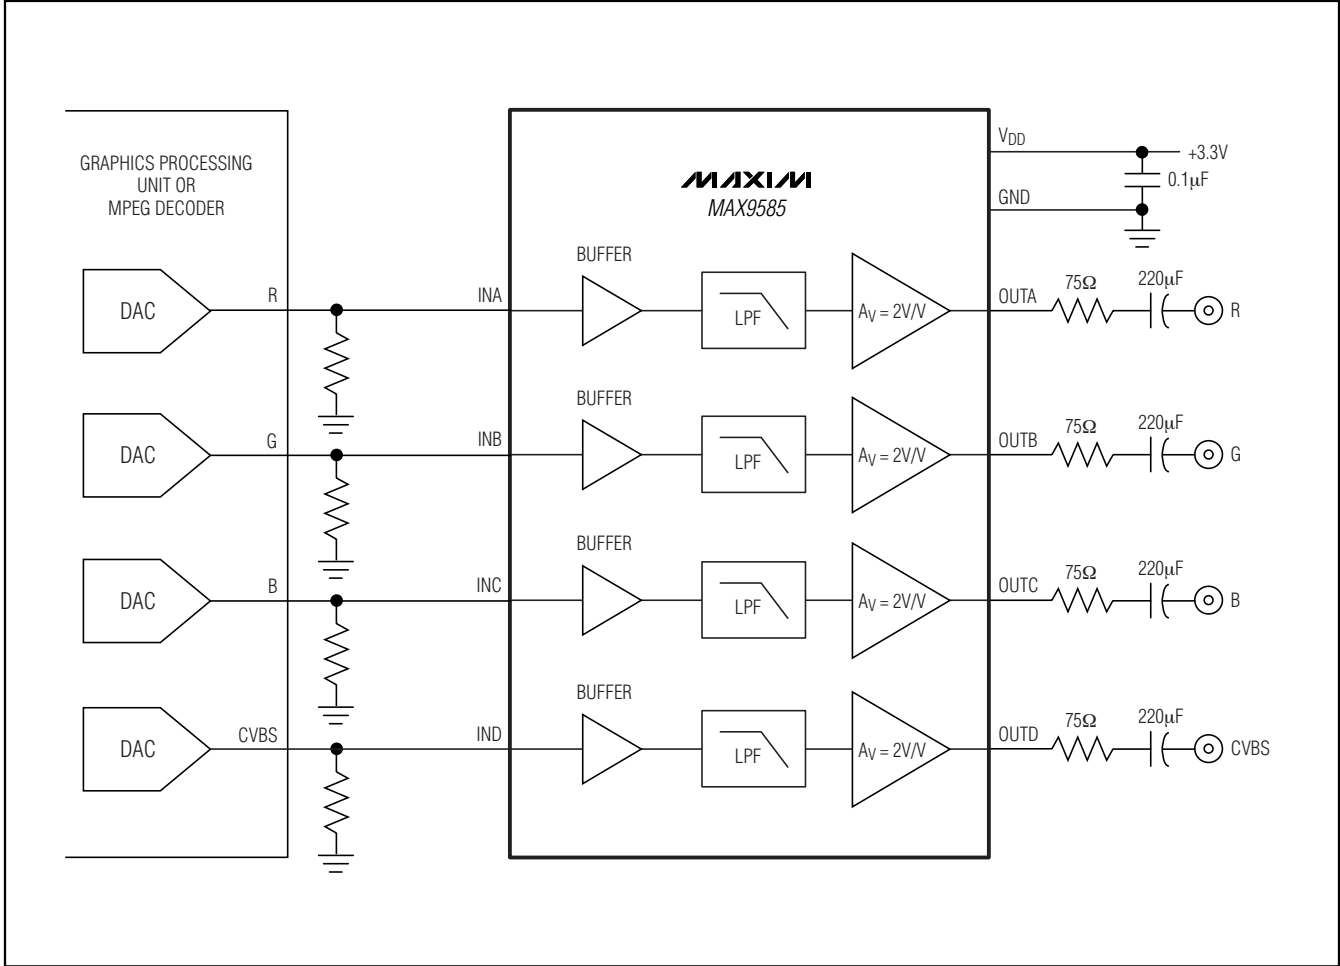 GRAPHICS PROCESSING
UNIT OR
MPEG DECODER
MAXIM
MAX9585
VDD
+3.3V
0.1µF
GND
DAC
R
INA
BUFFER
LPF
AV = 2V/V
OUTA
75Ω
220µF
R
DAC
G
INB
BUFFER
LPF
AV = 2V/V
OUTB
75Ω
220µF
G
DAC
B
INC
BUFFER
LPF
AV = 2V/V
OUTC
75Ω
220µF
B
DAC
CVBS
IND
BUFFER
LPF
AV = 2V/V
OUTD
75Ω
220µF
CVBS